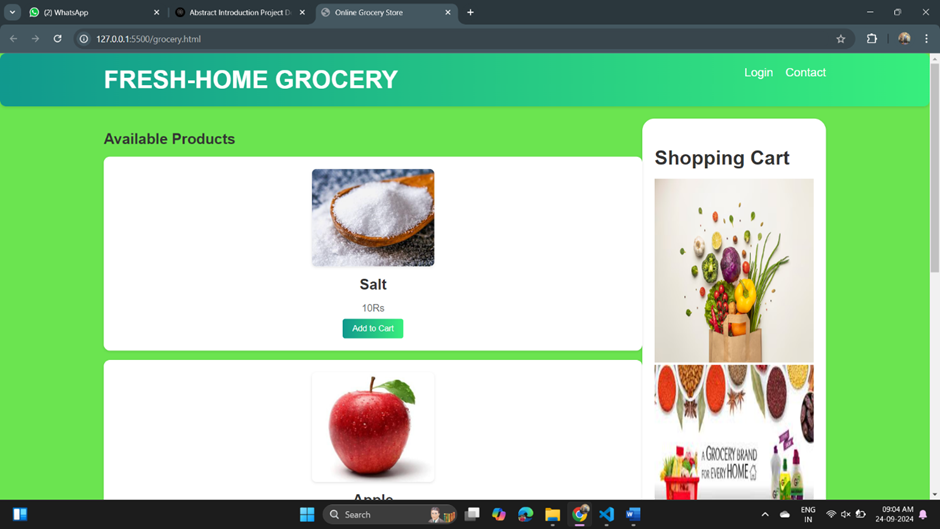 (2) WhatsApp
Abstract Introduction Project D
Online Grocery Store
127.0.0.1:5500/grocery.html
FRESH-HOME GROCERY
Login
Contact
Available Products
Shopping Cart
Salt
10Rs
Add to Cart
A GROCERY BRAND
FOR EVERY HOME
Apple
Search
ENG
IN
09:04 AM
24-09-2024